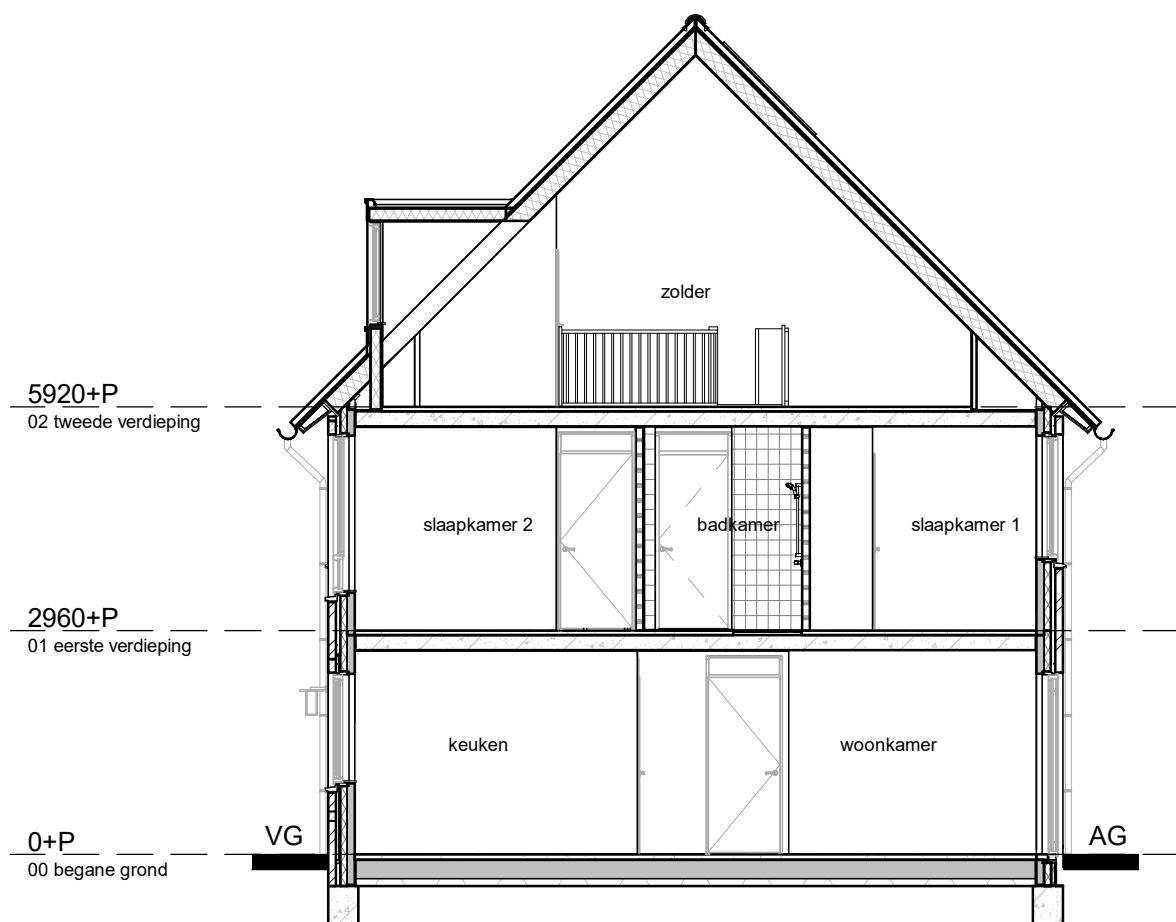 zolder
5920+P
02 tweede verdieping
slaapkamer 2
badkamer
slaapkamer 1
2960+P
01 eerste verdieping
keuken
woonkamer
0+P
00 begane grond
VG
AG